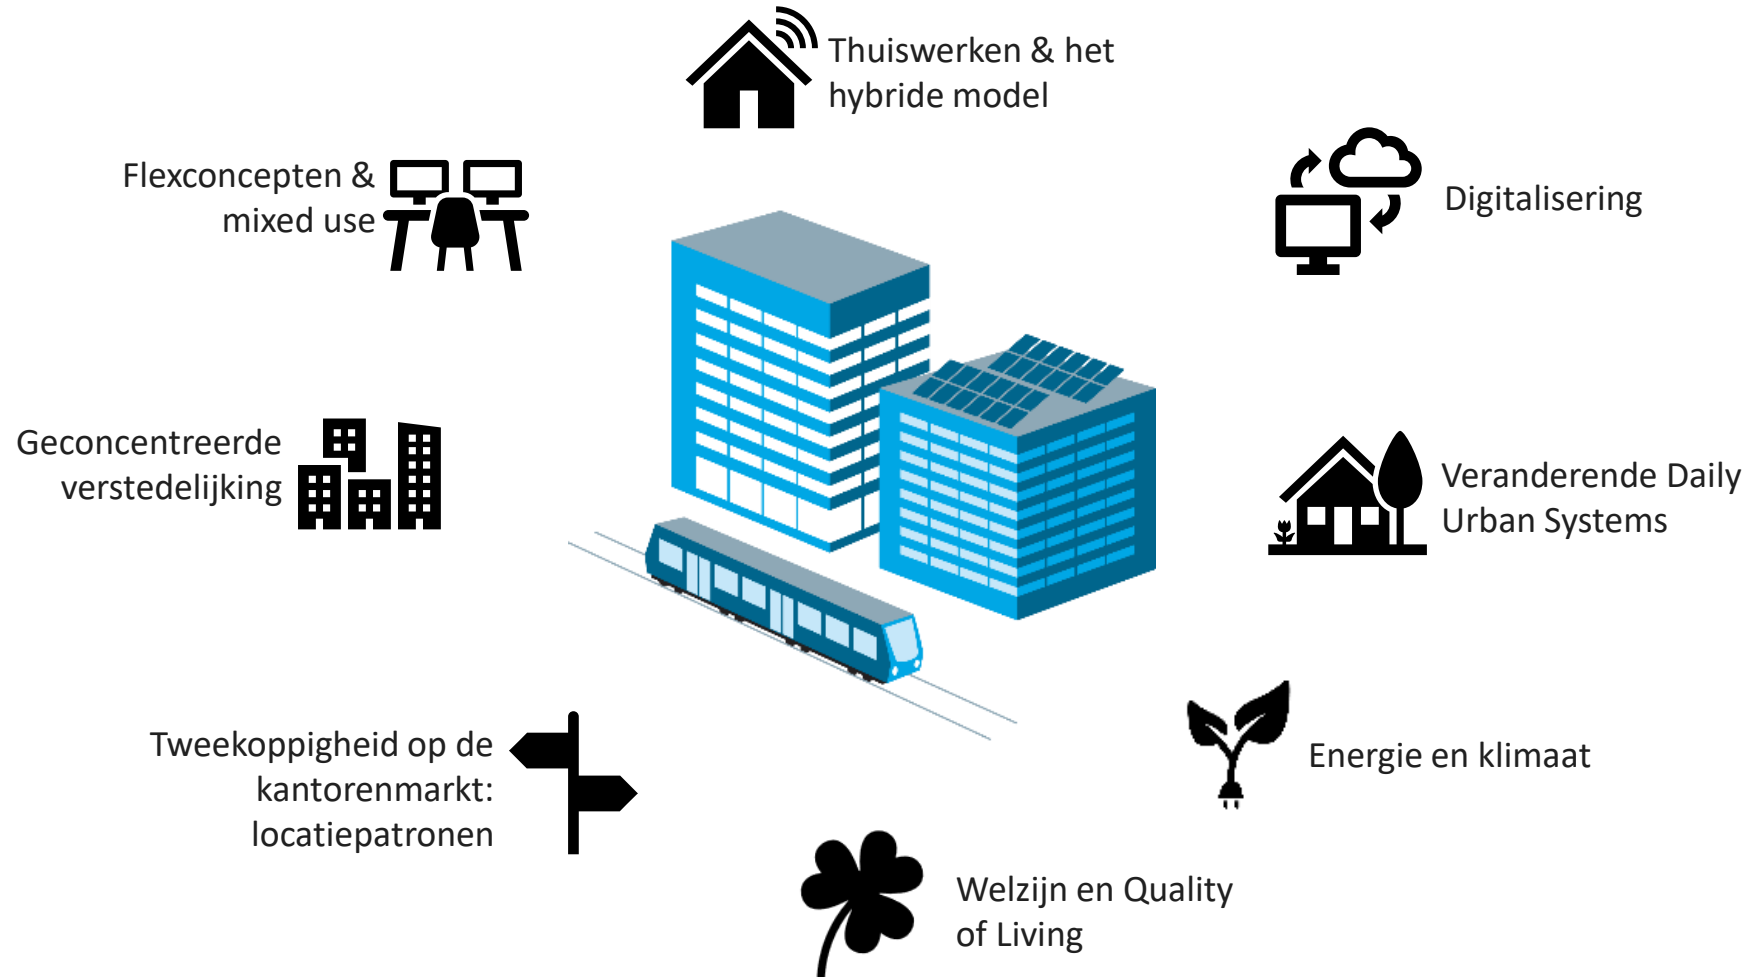 Thuiswerken & het
hybride model
Digitalisering
Veranderende Daily
Urban Systems
Energie en klimaat
Welzijn en Quality
of Living
Tweekoppigheid op de
kantorenmarkt:
locatiepatronen
Geconcentreerde
verstedelijking
Flexconcepten &
mixed use